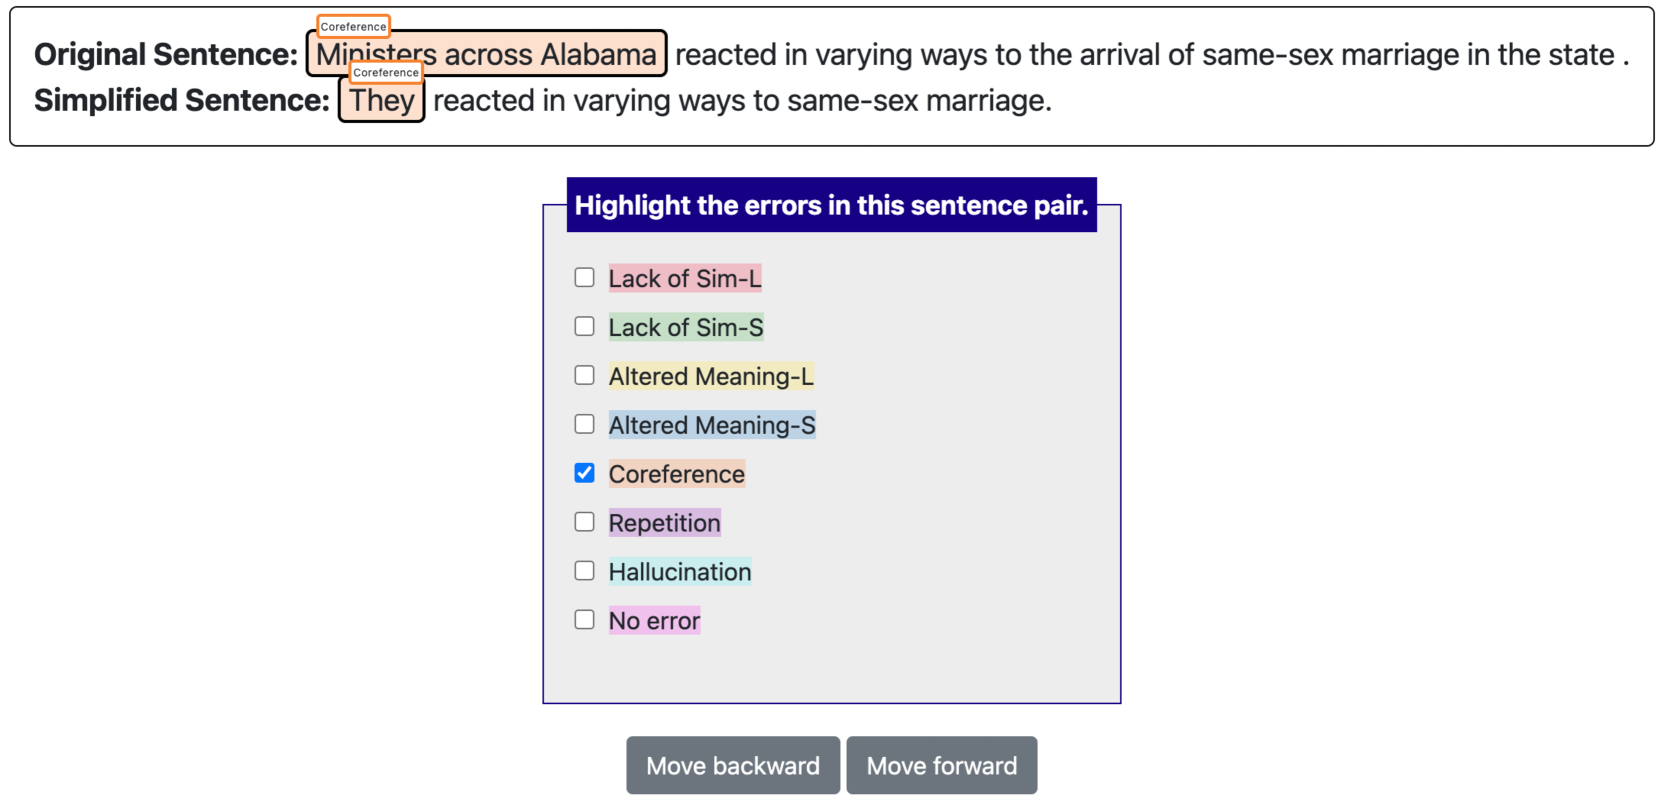 Coreference
Original Sentence: Ministers across Alabama reacted in varying ways to the arrival of same-sex marriage in the state .
Coreference
Simplified Sentence: They reacted in varying ways to same-sex marriage.
Highlight the errors in this sentence pair.
Lack of Sim-L
Lack of Sim-S
Altered Meaning-L
Altered Meaning-S
Coreference
Repetition
Hallucination
No error
Move backward Move forward